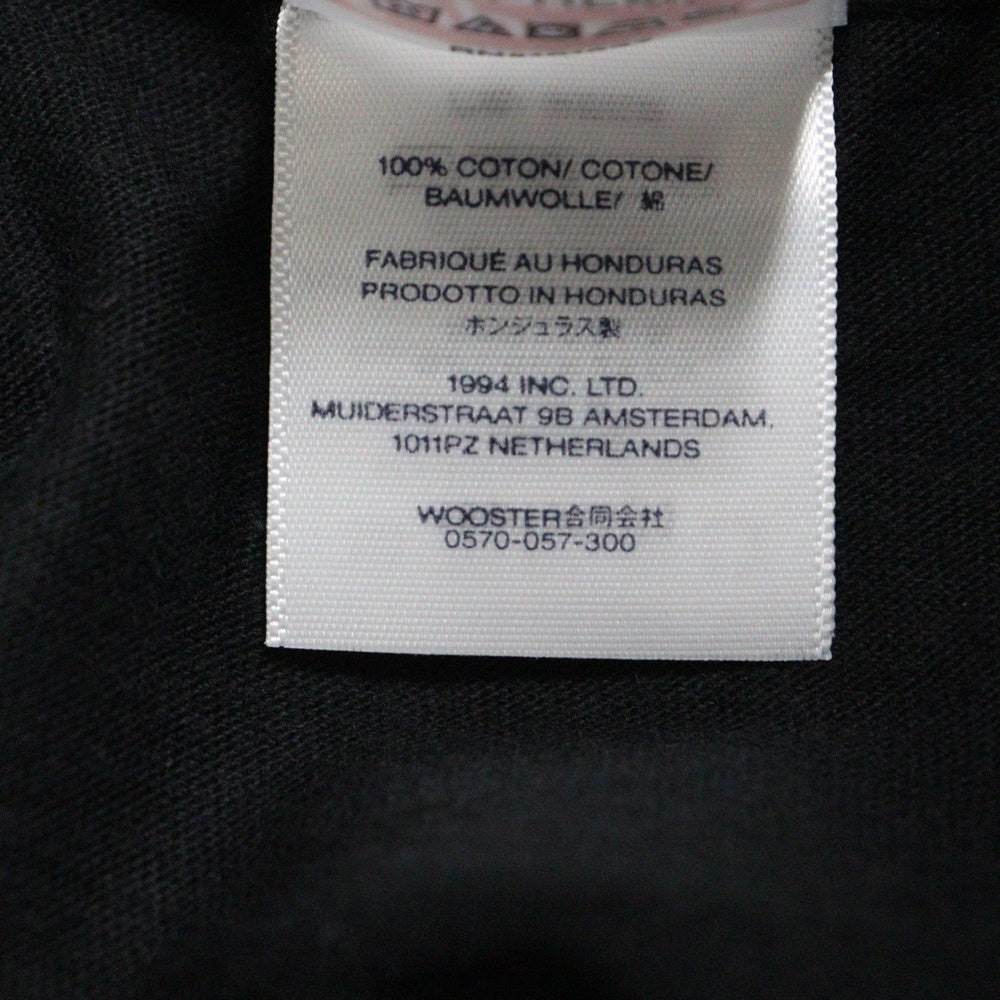 100% COTON/ COTONE/
BAUMWOLLE/ 綿
FABRIQUÉ AU HONDURAS
PRODOTTO IN HONDURAS
ホンジュラス製
1994 INC. LTD.
MUIDERSTRAAT 9B AMSTERDAM,
1011PZ NETHERLANDS
WOOSTER合同会社
0570-057-300